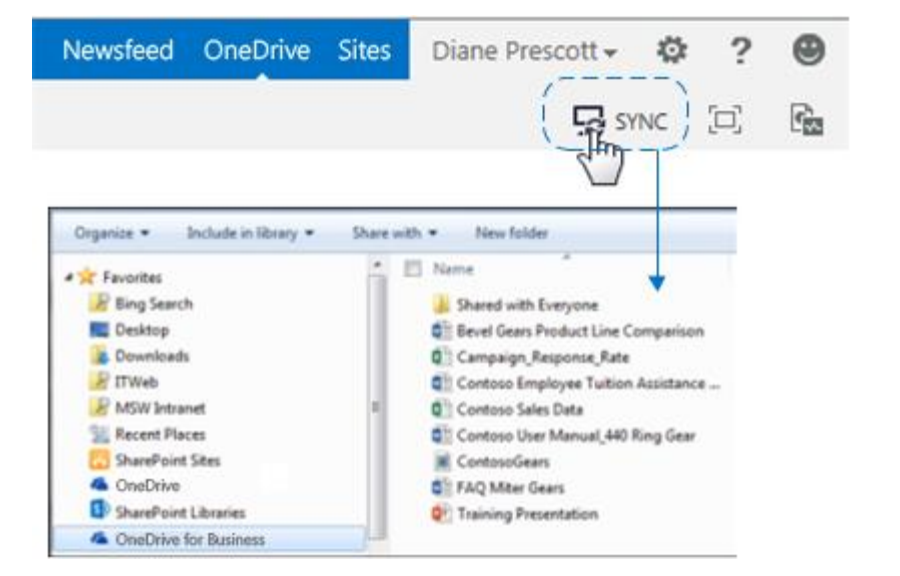 Newsfeed OneDrive Sites Diane Prescott ?
SYNC
Organize Include in library Share with New folder
Favorites
Bing Search
Desktop
Downloads
ITWeb
MSW Intranet
Recent Places
SharePoint Sites
OneDrive
SharePoint Libraries
OneDrive for Business
Name
Shared with Everyone
Bevel Gears Product Line Comparison
Campaign_Response_Rate
Contoso Employee Tuition Assistance ...
Contoso Sales Data
Contoso User Manual_440 Ring Gear
ContosoGears
FAQ Miter Gears
Training Presentation